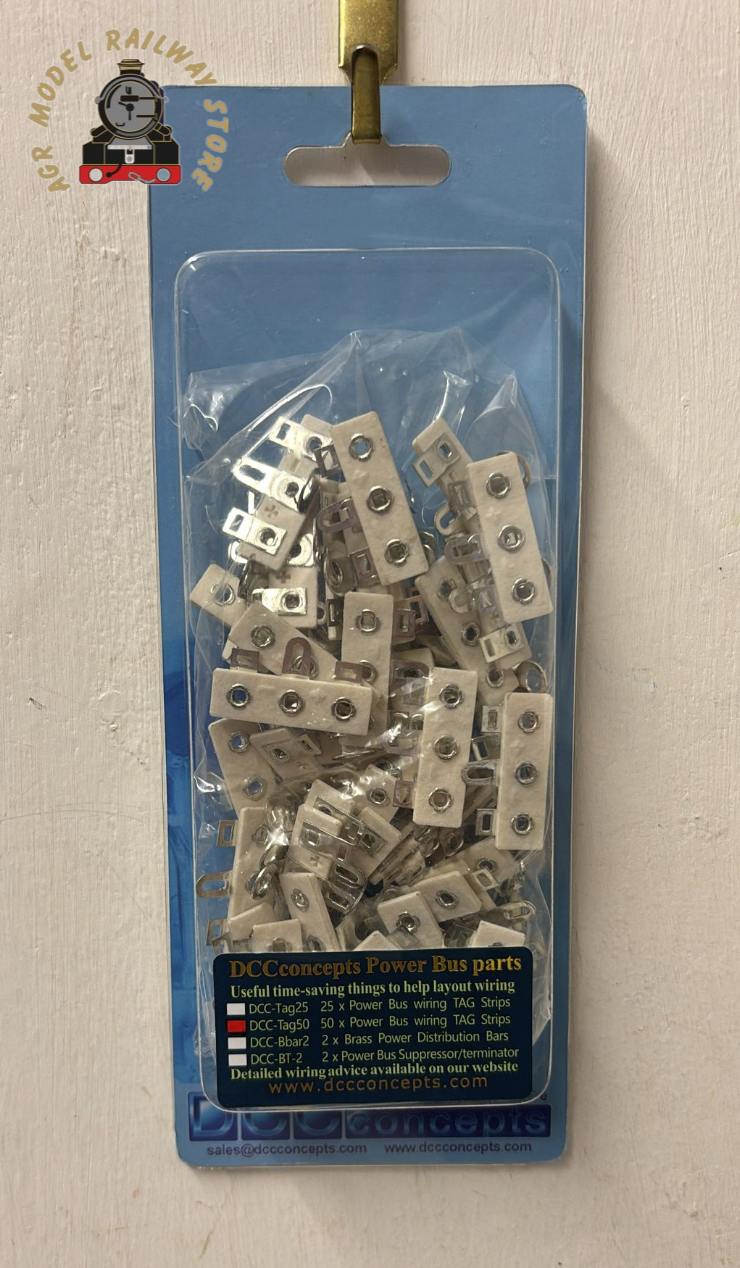 AGR MODEL RAILWAY STORE
DCCconcepts Power Bus parts
Useful time-saving things to help layout wiring
DCC-Tag25 25 x Power Bus wiring TAG Strips
DCC-Tag50 50 x Power Bus wiring TAG Strips
DCC-Bbar2 2 x Brass Power Distribution Bars
DCC-BT-2 2 x Power Bus Suppressor/terminator
Detailed wiring advice available on our website
www.dccconcepts.com
DCCconcepts
sales@dccconcepts.com www.dccconcepts.com